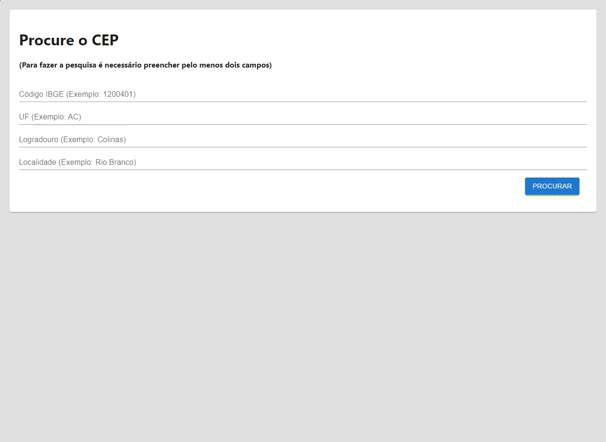 Procure o CEP
(Para fazer a pesquisa é necessário preencher pelo menos dois campos)
Código IBGE (Exemplo: 1200401)
UF (Exemplo: AC)
Logradouro (Exemplo: Colinas)
Localidade (Exemplo: Rio Branco)
PROCURAR